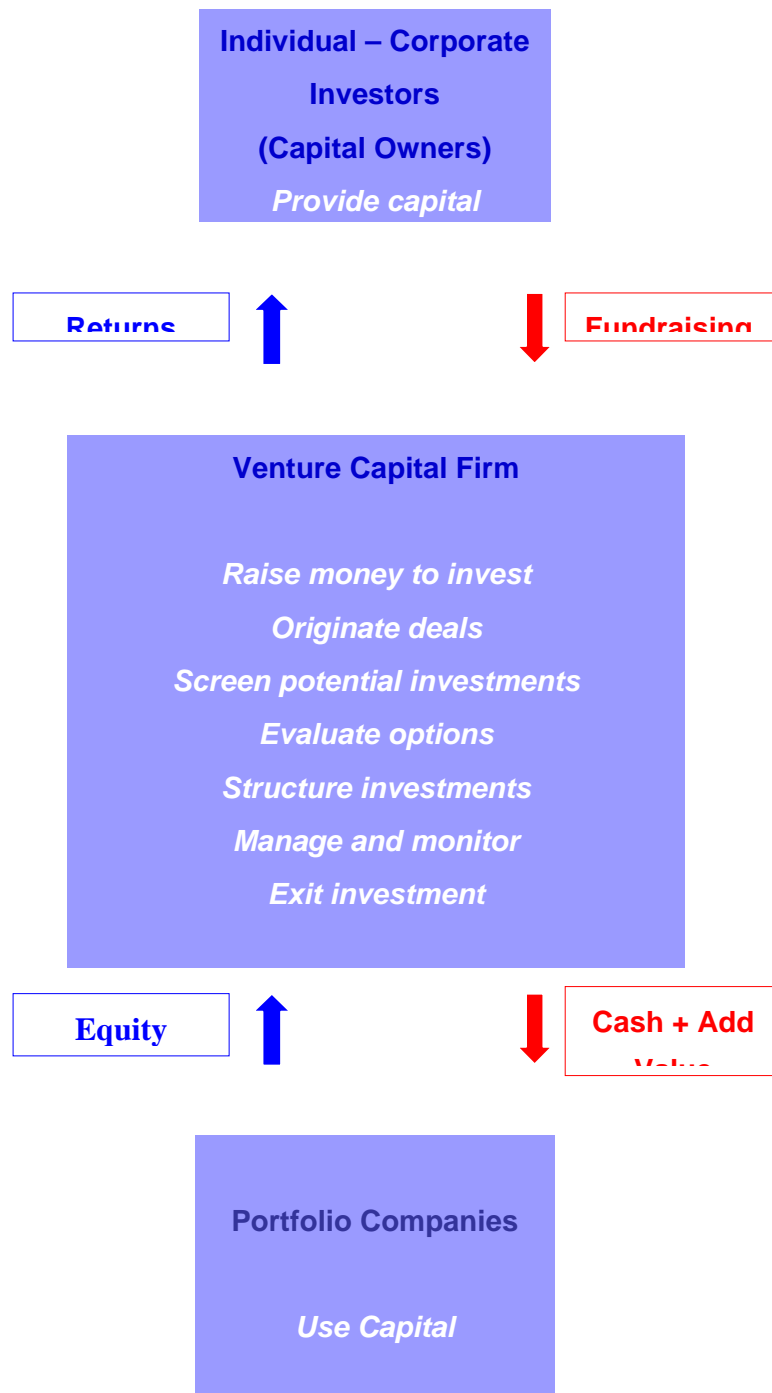 Individual – Corporate
Investors
(Capital Owners)
Provide capital
Returns
Fundraising
Venture Capital Firm
Raise money to invest
Originate deals
Screen potential investments
Evaluate options
Structure investments
Manage and monitor
Exit investment
Equity
Cash + Add
Value
Portfolio Companies
Use Capital